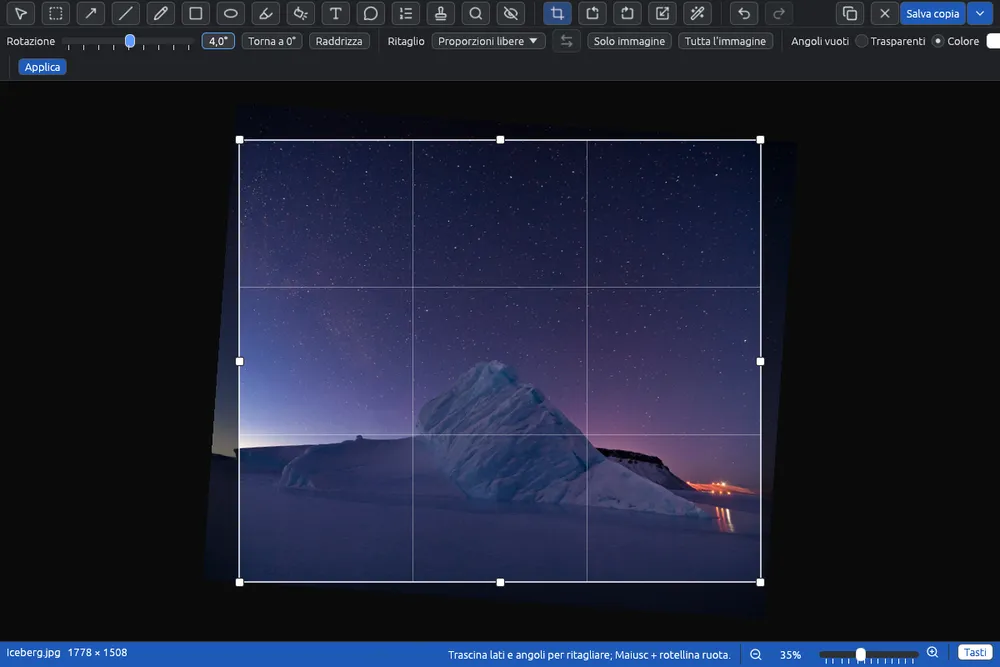 Salva copia
Rotazione 4,0° Torna a 0° Raddrizza Ritaglio Proporzioni libere Solo immagine Tutta l'immagine Angoli vuoti Trasparenti Colore
Applica
Iceberg.jpg 1778 × 1508 Trascina lati e angoli per ritagliare; Maiusc + rotellina ruota. 35% Tasti